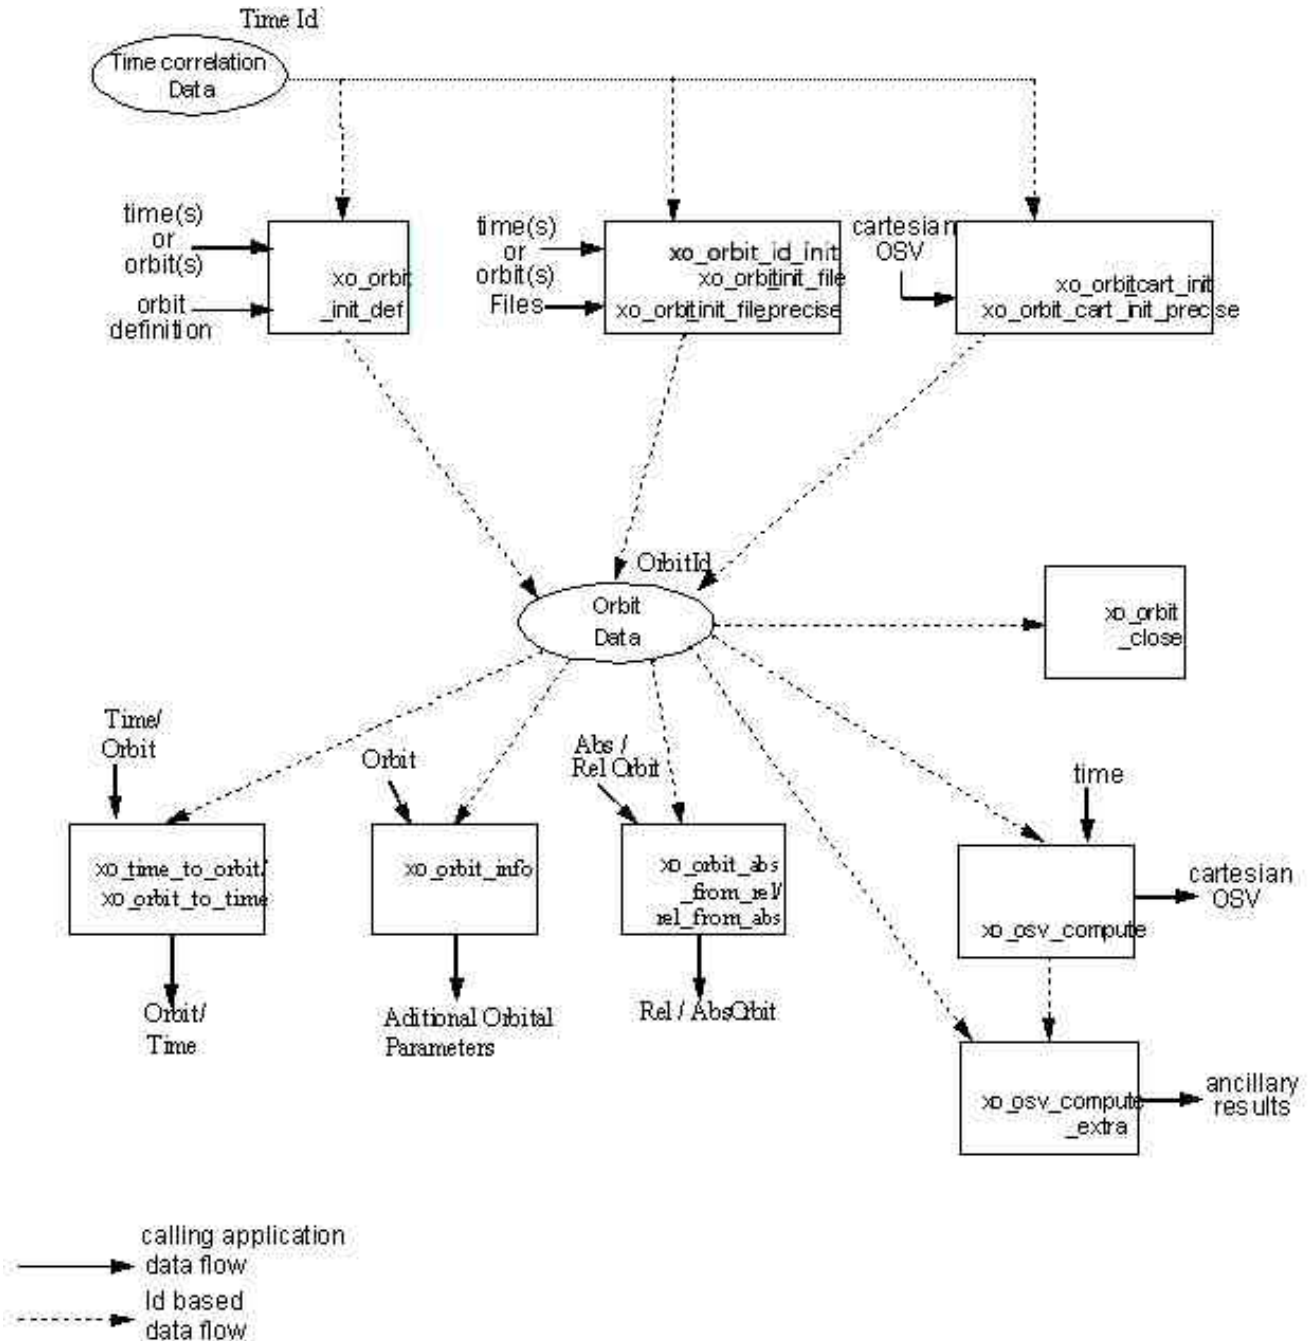 Time Id
Time correlation
Data
time(s)
or
orbit(s)
orbit
definition
xo_orbit
_init_def
time(s)
or
orbit(s)
Files
xo_orbit_id_init
xo_orbitinit_file
xo_orbitinit_fileprecise
cartesian
OSV
xo_orbitcart_init
xo_orbit_cart_init_precise
OrbitId
Orbit
Data
xo_orbit
_close
Time/
Orbit
Orbit
Abs /
Rel Orbit
time
xo_time_to_orbit/
xo_orbit_to_time
xo_orbit_info
xo_orbit_abs
_from_rel/
rel_from_abs
xo_osv_compute
cartesian
OSV
Orbit/
Time
Aditional Orbital
Parameters
Rel / AbsOrbit
xo_osv_compute
_extra
ancillary
results
calling application
data flow
Id based
data flow